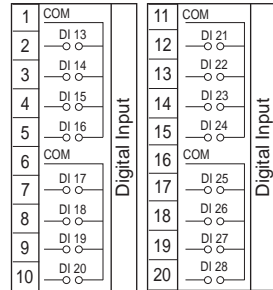 1 COM
2 DI 13
3 DI 14
4 DI 15
5 DI 16
6 COM
7 DI 17
8 DI 18
9 DI 19
10 DI 20
Digital Input
11 COM
12 DI 21
13 DI 22
14 DI 23
15 DI 24
16 COM
17 DI 25
18 DI 26
19 DI 27
20 DI 28
Digital Input